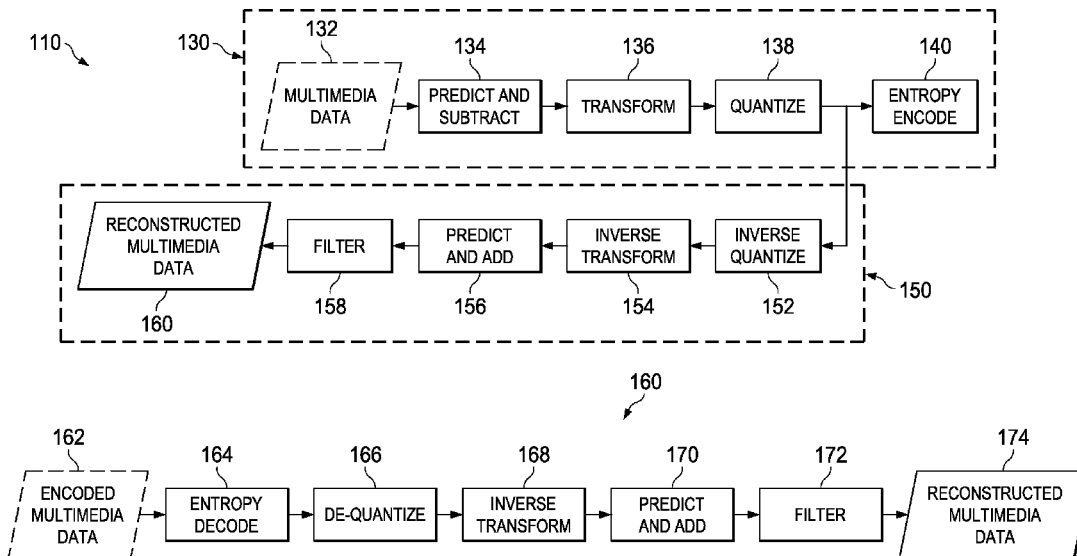 110
130
132
134
136
138
140
MULTIMEDIA
DATA
PREDICT AND
SUBTRACT
TRANSFORM
QUANTIZE
ENTROPY
ENCODE
RECONSTRUCTED
MULTIMEDIA
DATA
FILTER
PREDICT
AND ADD
INVERSE
TRANSFORM
INVERSE
QUANTIZE
160
158
156
154
152
150
160
162
164
166
168
170
172
174
ENCODED
MULTIMEDIA
DATA
ENTROPY
DECODE
DE-QUANTIZE
INVERSE
TRANSFORM
PREDICT
AND ADD
FILTER
RECONSTRUCTED
MULTIMEDIA
DATA